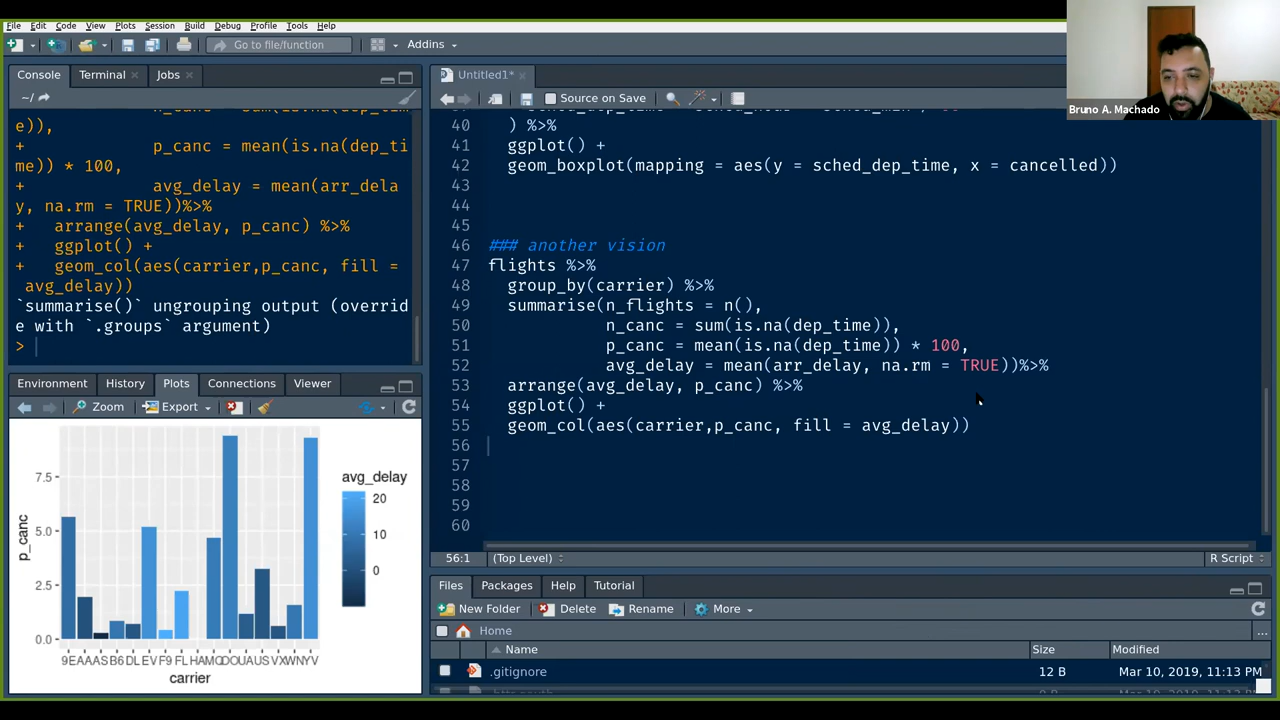 File Edit Code View Plots Session Build Debug Profile Tools Help
Go to file/function Addins
Bruno A. Machado
Console Terminal Jobs
~/
e)),
+ p_canc = mean(is.na(dep_ti
me)) * 100,
+ avg_delay = mean(arr_dela
y, na.rm = TRUE))%>%
+ arrange(avg_delay, p_canc) %>%
+ ggplot() +
+ geom_col(aes(carrier,p_canc, fill =
avg_delay))
`summarise()` ungrouping output (overrid
e with `.groups` argument)
>
Environment History Plots Connections Viewer
Zoom Export
avg_delay
20
10
0
p_canc
7.5
5.0
2.5
0.0
carrier
Untitled1*
Source on Save
40 ) %>%
41 ggplot() +
42 geom_boxplot(mapping = aes(y = sched_dep_time, x = cancelled))
43
44
45
46 ### another vision
47 flights %>%
48 group_by(carrier) %>%
49 summarise(n_flights = n(),
50 n_canc = sum(is.na(dep_time)),
51 p_canc = mean(is.na(dep_time)) * 100,
52 avg_delay = mean(arr_delay, na.rm = TRUE))%>%
53 arrange(avg_delay, p_canc) %>%
54 ggplot() +
55 geom_col(aes(carrier,p_canc, fill = avg_delay))
56
57
58
59
60
56:1 (Top Level) R Script
Files Packages Help Tutorial
New Folder Delete Rename More
Home
Name Size Modified
.gitignore 12 B Mar 10, 2019, 11:13 PM